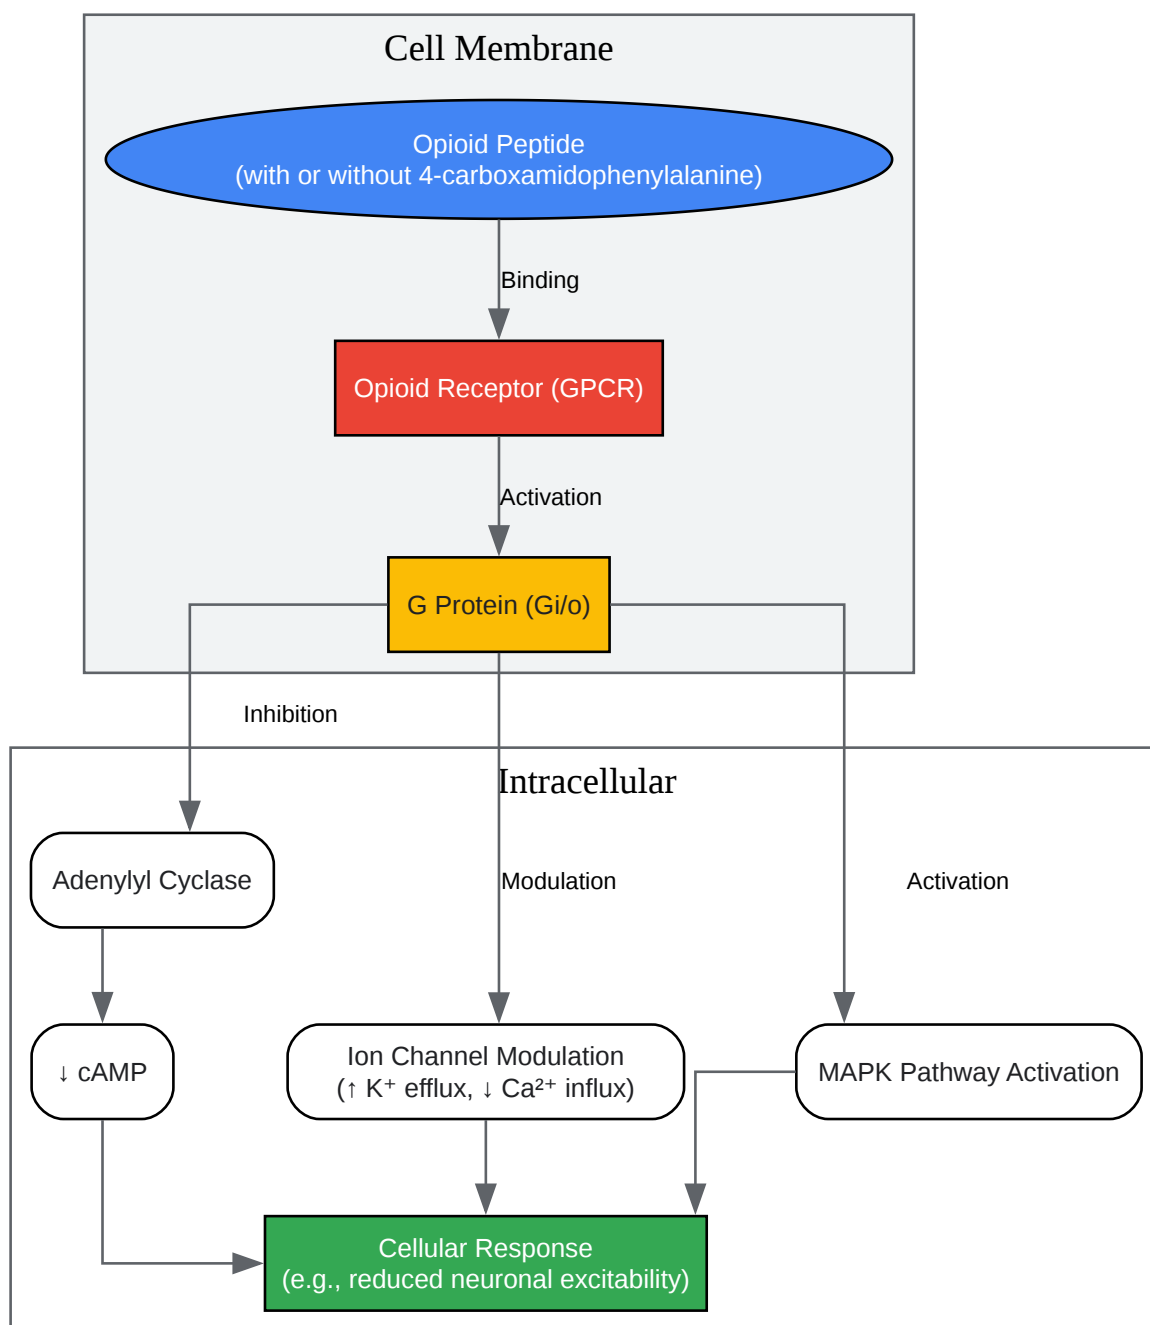 Cell Membrane
Opioid Peptide
(with or without 4-carboxamidophenylalanine)
Binding
Opioid Receptor (GPCR)
Activation
G Protein (Gi/o)
Inhibition
Intracellular
Adenylyl Cyclase
Modulation
Activation
↓ cAMP
Ion Channel Modulation
(↑ K⁺ efflux, ↓ Ca²⁺ influx)
MAPK Pathway Activation
Cellular Response
(e.g., reduced neuronal excitability)